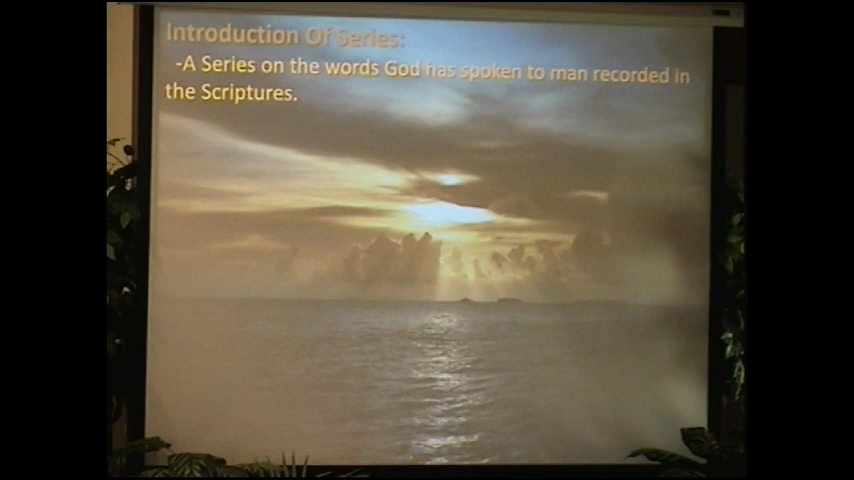 Introduction Of Series:
-A Series on the words God has spoken to man recorded in
the Scriptures.